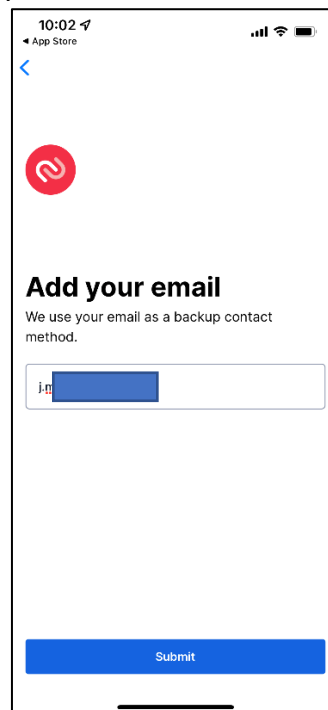 10:02
◄ App Store
Add your email
We use your email as a backup contact
method.
j.m
Submit